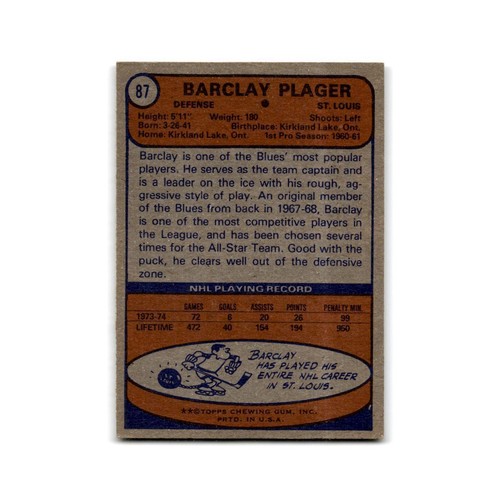 87
BARCLAY PLAGER
DEFENSE ST. LOUIS
Height: 5'11" Weight: 180 Shoots: Left
Born: 3-26-41 Birthplace: Kirkland Lake, Ont.
Home: Kirkland Lake, Ont. 1st Pro Season: 1960-61
Barclay is one of the Blues' most popular
players. He serves as the team captain and
is a leader on the ice with his rough, ag-
gressive style of play. An original member
of the Blues from back in 1967-68, Barclay
is one of the most competitive players in
the League, and has been chosen several
times for the All-Star Team. Good with the
puck, he clears well out of the defensive
zone.
NHL PLAYING RECORD
GAMES GOALS ASSISTS POINTS PENALTY MIN.
1973-74 72 6 20 26 99
LIFETIME 472 40 154 194 950
BARCLAY
HAS PLAYED HIS
ENTIRE NHL CAREER
IN ST. LOUIS.
★★©TOPPS CHEWING GUM, INC.
PRTD. IN U.S.A.